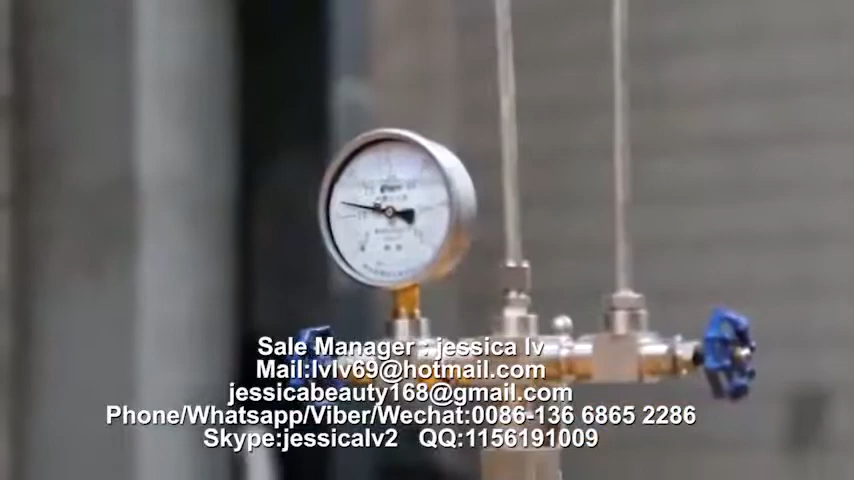 Sale Manager : jessica lv
Mail:lvlv69@hotmail.com
jessicabeauty168@gmail.com
Phone/Whatsapp/Viber/Wechat:0086-136 6865 2286
Skype:jessicalv2 QQ:1156191009